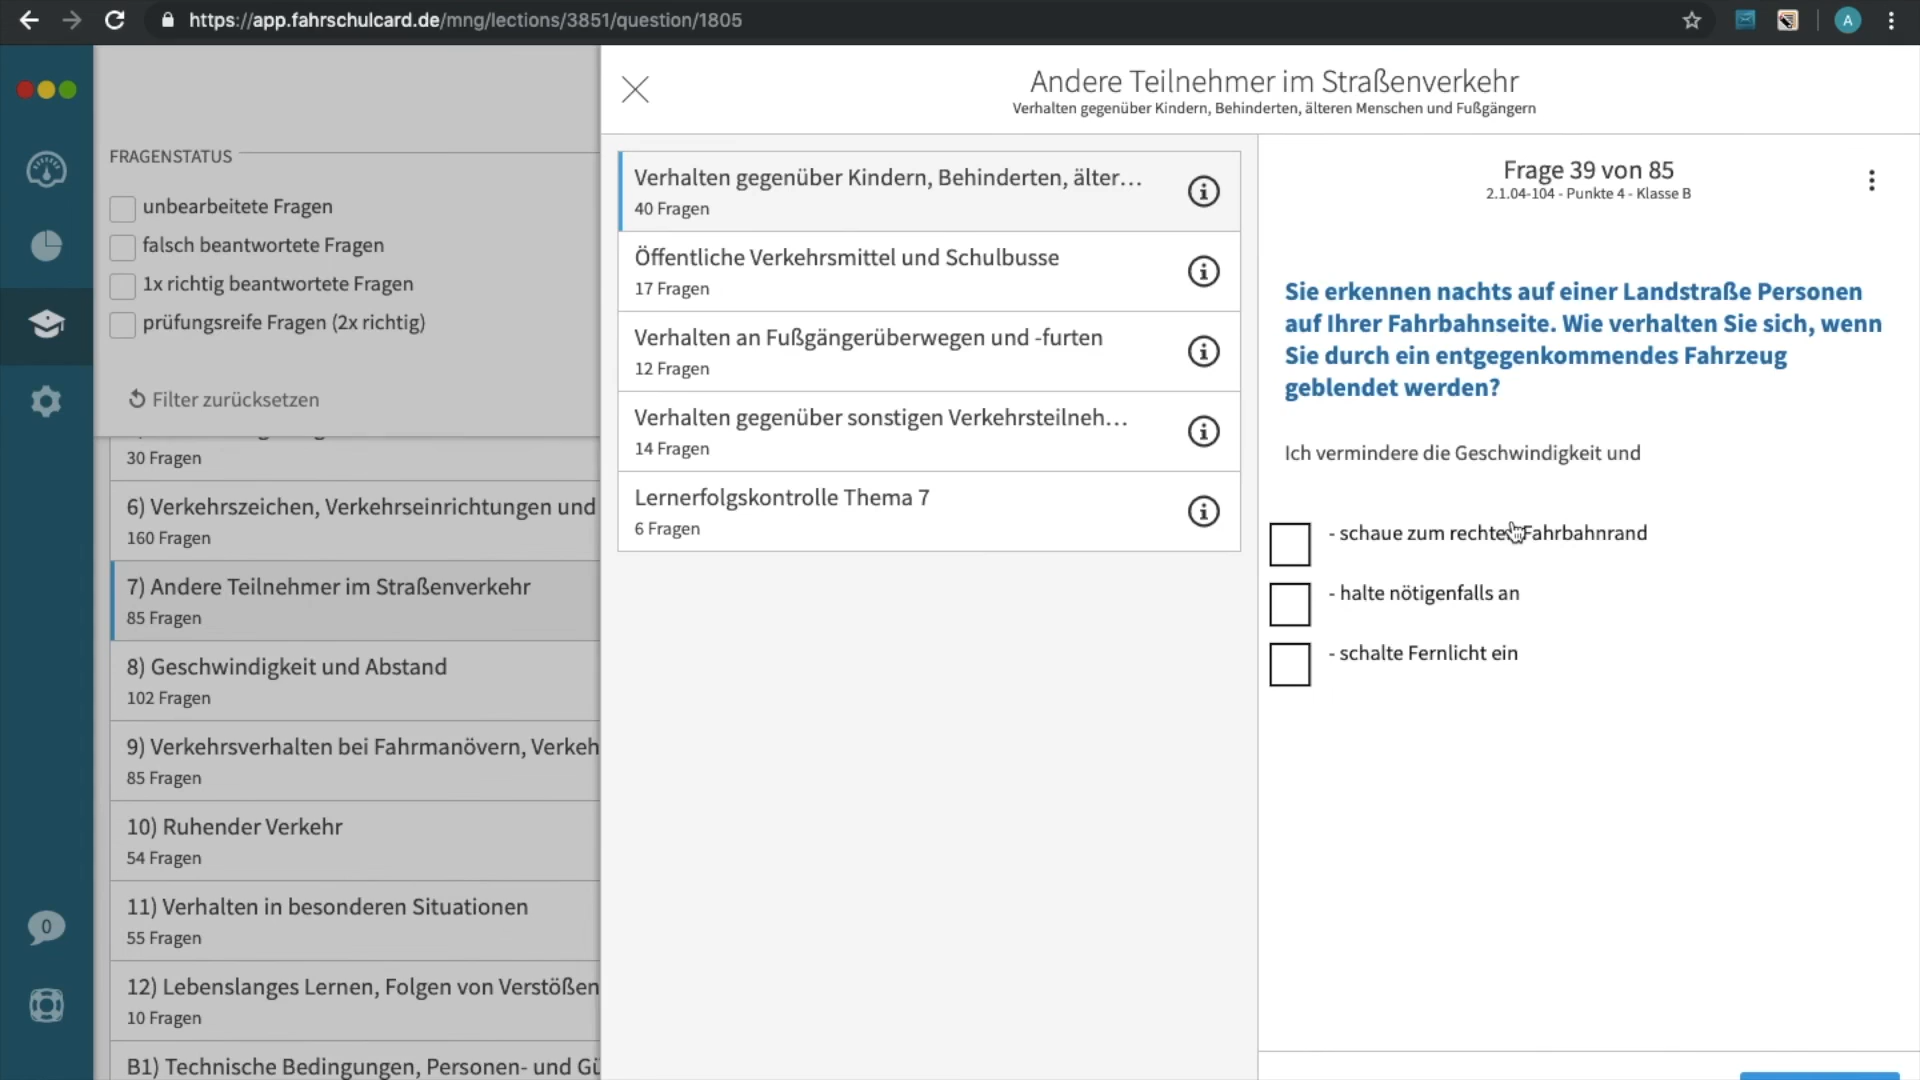 https://app.fahrschulcard.de/mng/lections/3851/question/1805
A
FRAGENSTATUS
unbearbeitete Fragen
falsch beantwortete Fragen
1x richtig beantwortete Fragen
prüfungsreife Fragen (2x richtig)
Filter zurücksetzen
30 Fragen
6) Verkehrszeichen, Verkehrseinrichtungen und
160 Fragen
7) Andere Teilnehmer im Straßenverkehr
85 Fragen
8) Geschwindigkeit und Abstand
102 Fragen
9) Verkehrsverhalten bei Fahrmanövern, Verkeh
85 Fragen
10) Ruhender Verkehr
54 Fragen
11) Verhalten in besonderen Situationen
55 Fragen
12) Lebenslanges Lernen, Folgen von Verstößen
10 Fragen
B1) Technische Bedingungen, Personen- und Gü
0
Andere Teilnehmer im Straßenverkehr
Verhalten gegenüber Kindern, Behinderten, älteren Menschen und Fußgängern
Verhalten gegenüber Kindern, Behinderten, älter...
40 Fragen
Öffentliche Verkehrsmittel und Schulbusse
17 Fragen
Verhalten an Fußgängerüberwegen und -furten
12 Fragen
Verhalten gegenüber sonstigen Verkehrsteilneh...
14 Fragen
Lernerfolgskontrolle Thema 7
6 Fragen
Frage 39 von 85
2.1.04-104 - Punkte 4 - Klasse B
Sie erkennen nachts auf einer Landstraße Personen
auf Ihrer Fahrbahnseite. Wie verhalten Sie sich, wenn
Sie durch ein entgegenkommendes Fahrzeug
geblendet werden?
Ich vermindere die Geschwindigkeit und
- schaue zum rechten Fahrbahnrand
- halte nötigenfalls an
- schalte Fernlicht ein